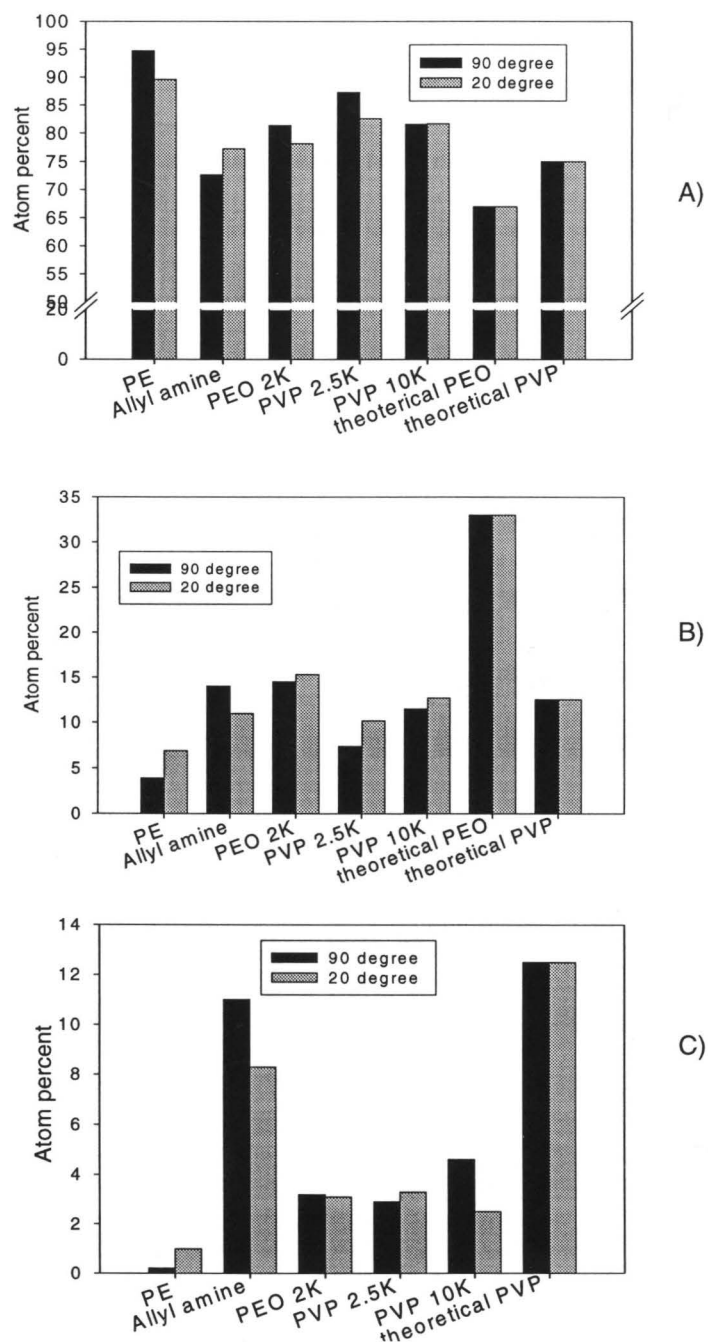 100
95
90
85
80
75
70
65
60
55
50
20
0
Atom percent
90 degree
20 degree
PE
Allyl amine
PEO 2K
PVP 2.5K
PVP 10K
theoterical PEO
theoretical PVP
A)
35
30
25
20
15
10
5
0
Atom percent
90 degree
20 degree
PE
Allyl amine
PEO 2K
PVP 2.5K
PVP 10K
theoretical PEO
theoretical PVP
B)
14
12
10
8
6
4
2
0
Atom percent
90 degree
20 degree
PE
Allyl amine
PEO 2K
PVP 2.5K
PVP 10K
theoretical PVP
C)